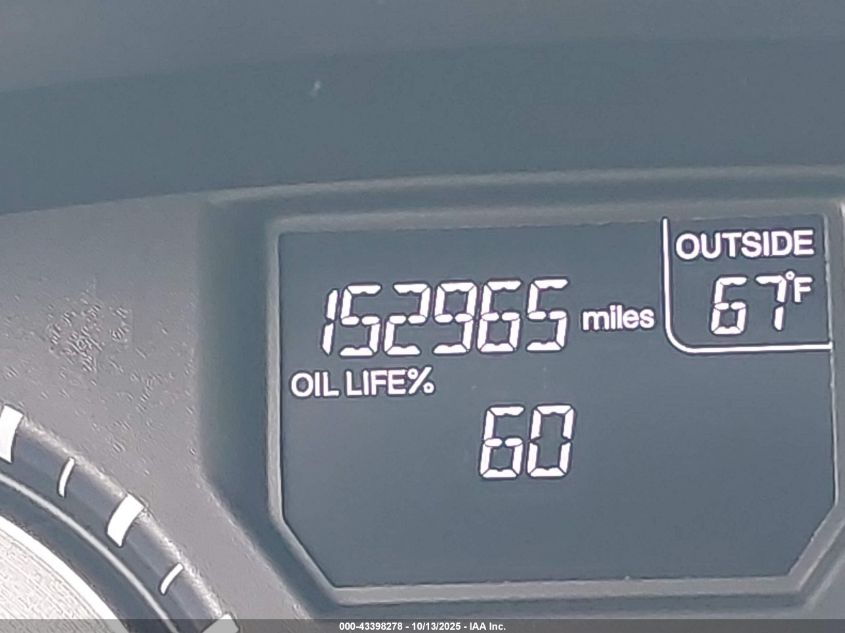 OUTSIDE
67°F
152965 miles
OIL LIFE%
60
000-43398278 - 10/13/2025 - IAA Inc.